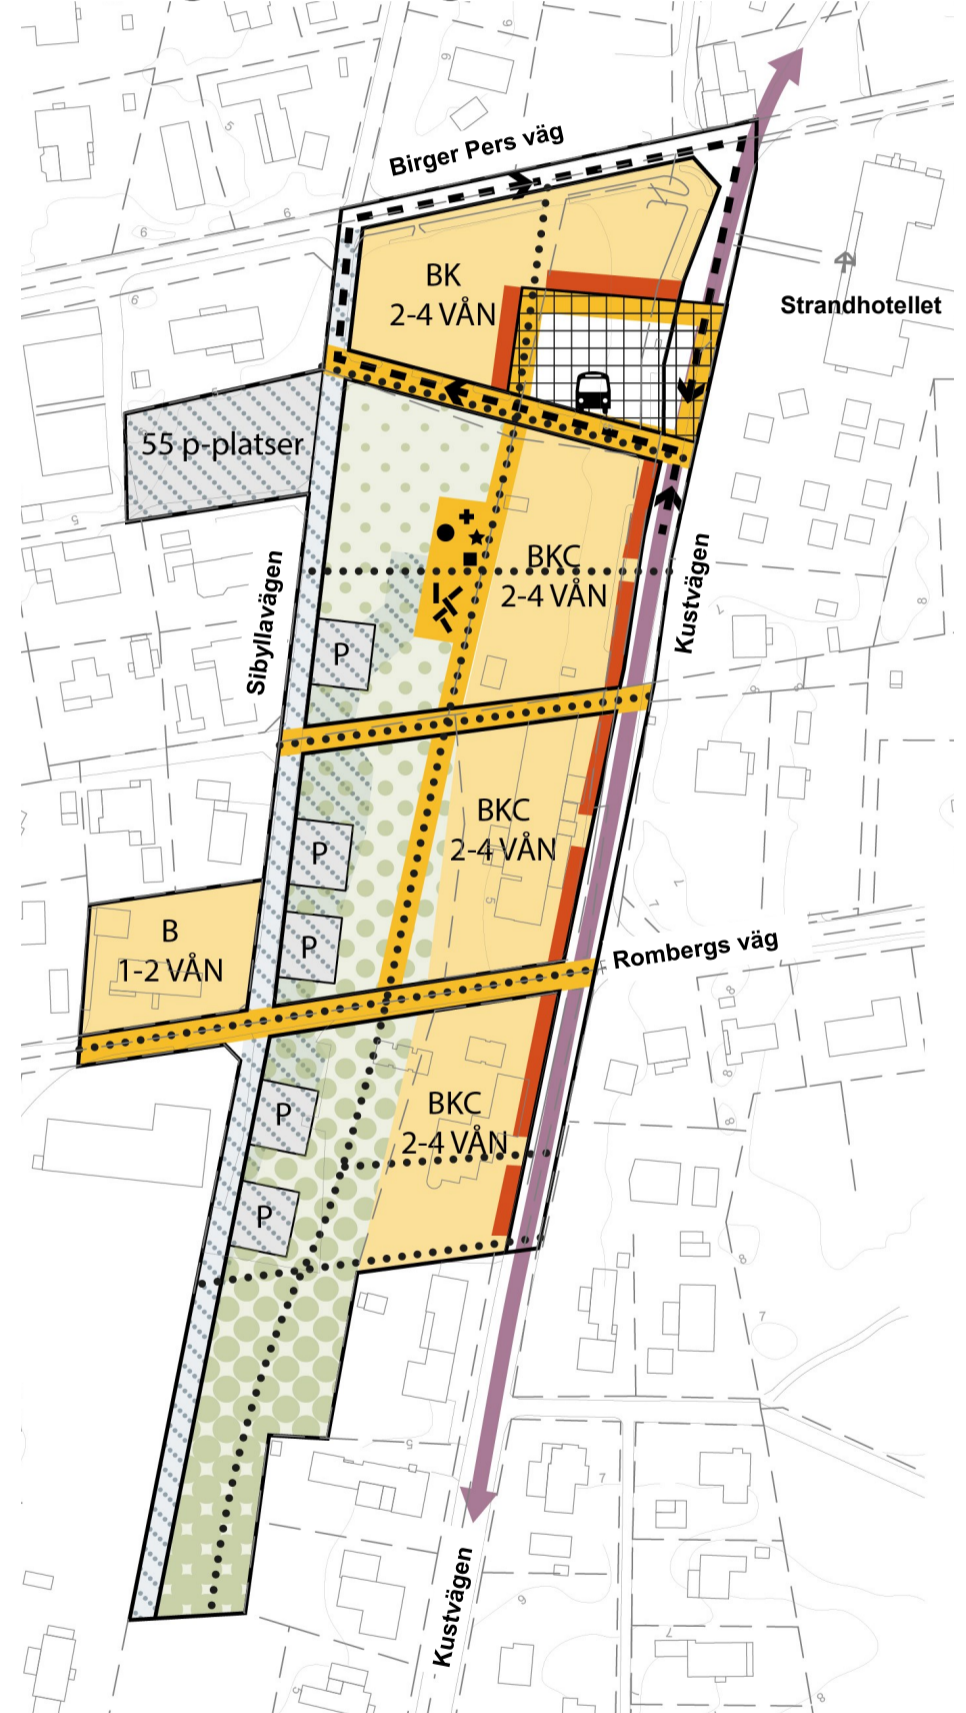 Birger Pers väg
BK
2-4 VÅN
Strandhotellet
55 p-platser
BKC
2-4 VÅN
Sibyllavägen
Kustvägen
P
BKC
2-4 VÅN
P
P
B
1-2 VÅN
Rombergs väg
P
BKC
2-4 VÅN
P
Kustvägen